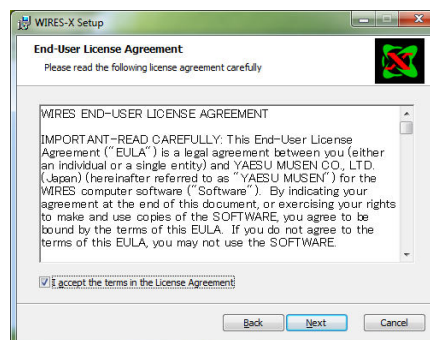 WIRES-X Setup
End-User License Agreement
Please read the following license agreement carefully
WIRES END-USER LICENSE AGREEMENT
IMPORTANT-READ CAREFULLY: This End-User License
Agreement ("EULA") is a legal agreement between you (either
an individual or a single entity) and YAESU MUSEN CO., LTD.
(Japan) (hereinafter referred to as "YAESU MUSEN") for the
WIRES computer software ("Software"). By indicating your
agreement at the end of this document, or exercising your rights
to make and use copies of the SOFTWARE, you agree to be
bound by the terms of this EULA. If you do not agree to the
terms of this EULA, you may not use the SOFTWARE.
I accept the terms in the License Agreement
Back Next Cancel